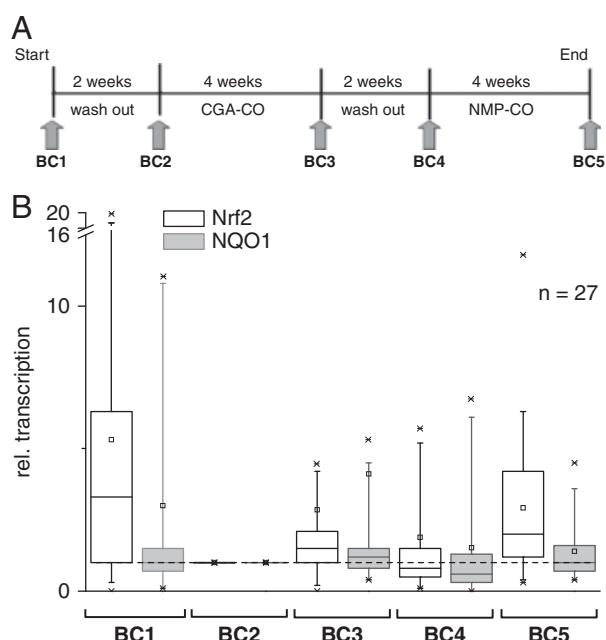 A
Start
End
2 weeks 4 weeks 2 weeks 4 weeks
wash out CGA-CO wash out NMP-CO
BC1 BC2 BC3 BC4 BC5
B
20
16
Nrf2
NQO1
n = 27
10
rel. transcription
0
BC1 BC2 BC3 BC4 BC5